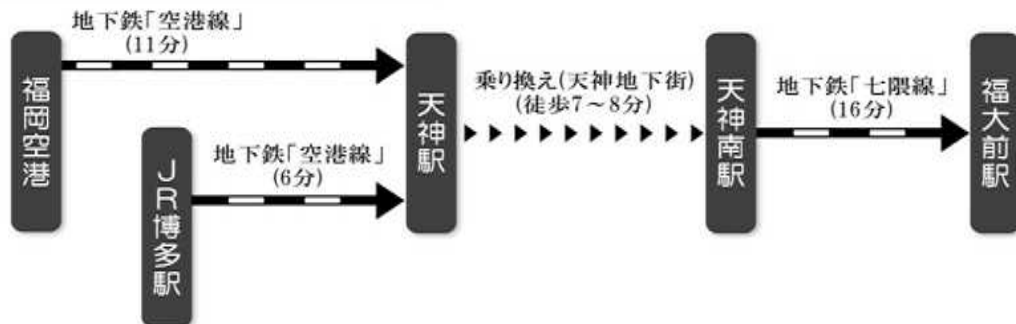 地下鉄「空港線」
(11分)
福岡空港
地下鉄「空港線」
(6分)
JR博多駅
天神駅
乗り換え(天神地下街)
(徒歩7～8分)
天神南駅
地下鉄「七隈線」
(16分)
福大前駅